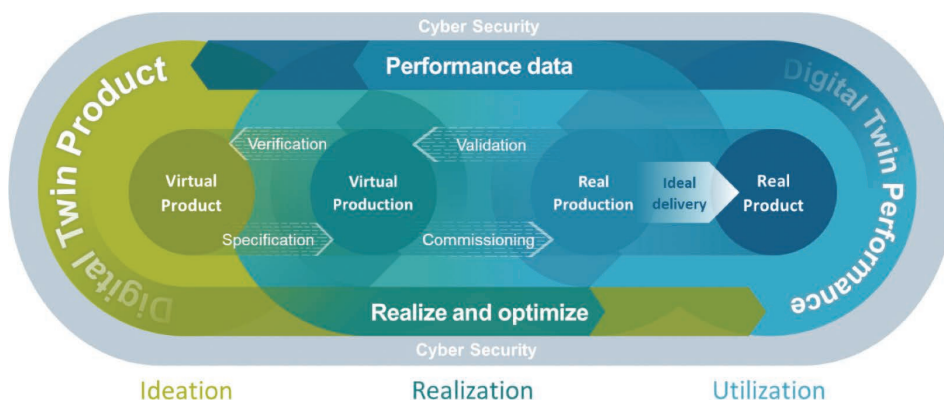 Cyber Security
Performance data
Digital Twin Product
Digital Twin Performance
Verification
Validation
Virtual
Product
Virtual
Production
Real
Production
Ideal
delivery
Real
Product
Specification
Commissioning
Realize and optimize
Cyber Security
Ideation
Realization
Utilization